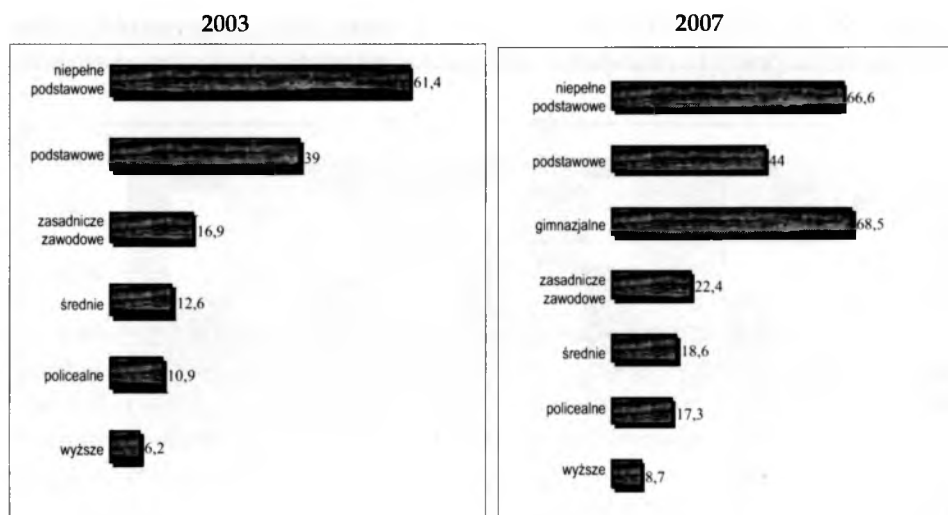 2003
niepełne
podstawowe
61,4
podstawowe
39
zasadnicze
zawodowe
16,9
średnie
12,6
policealne
10,9
wyższe
6,2
2007
niepełne
podstawowe
66,6
podstawowe
44
gimnazjalne
68,5
zasadnicze
zawodowe
22,4
średnie
18,6
policealne
17,3
wyższe
8,7